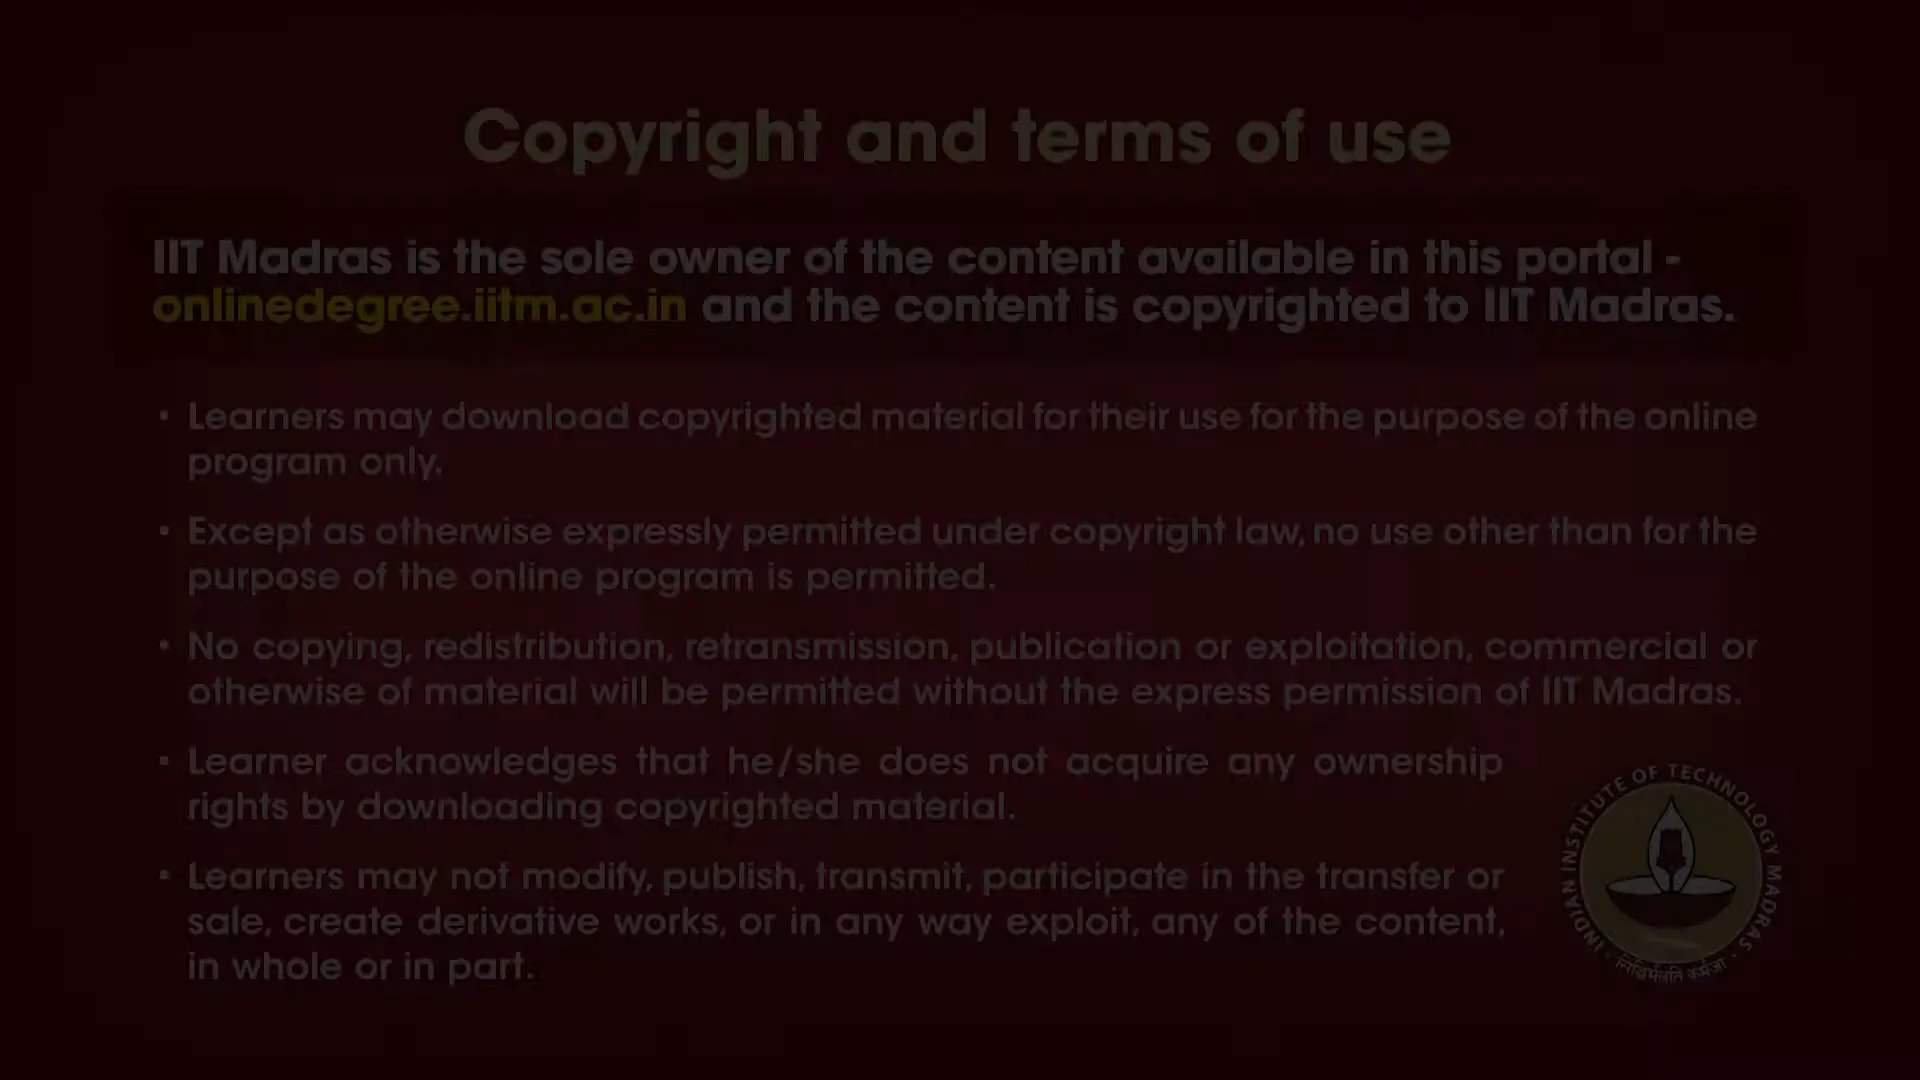 Copyright and terms of use
IIT Madras is the sole owner of the content available in this portal -
onlinedegree.iitm.ac.in and the content is copyrighted to IIT Madras.
• Learners may download copyrighted material for their use for the purpose of the online
program only.
• Except as otherwise expressly permitted under copyright law, no use other than for the
purpose of the online program is permitted.
• No copying, redistribution, retransmission, publication or exploitation, commercial or
otherwise of material will be permitted without the express permission of IIT Madras.
• Learner acknowledges that he/she does not acquire any ownership
rights by downloading copyrighted material.
• Learners may not modify, publish, transmit, participate in the transfer or
sale, create derivative works, or in any way exploit, any of the content,
in whole or in part.
INDIAN INSTITUTE OF TECHNOLOGY MADRAS
सिद्धिर्भवति कर्मजा